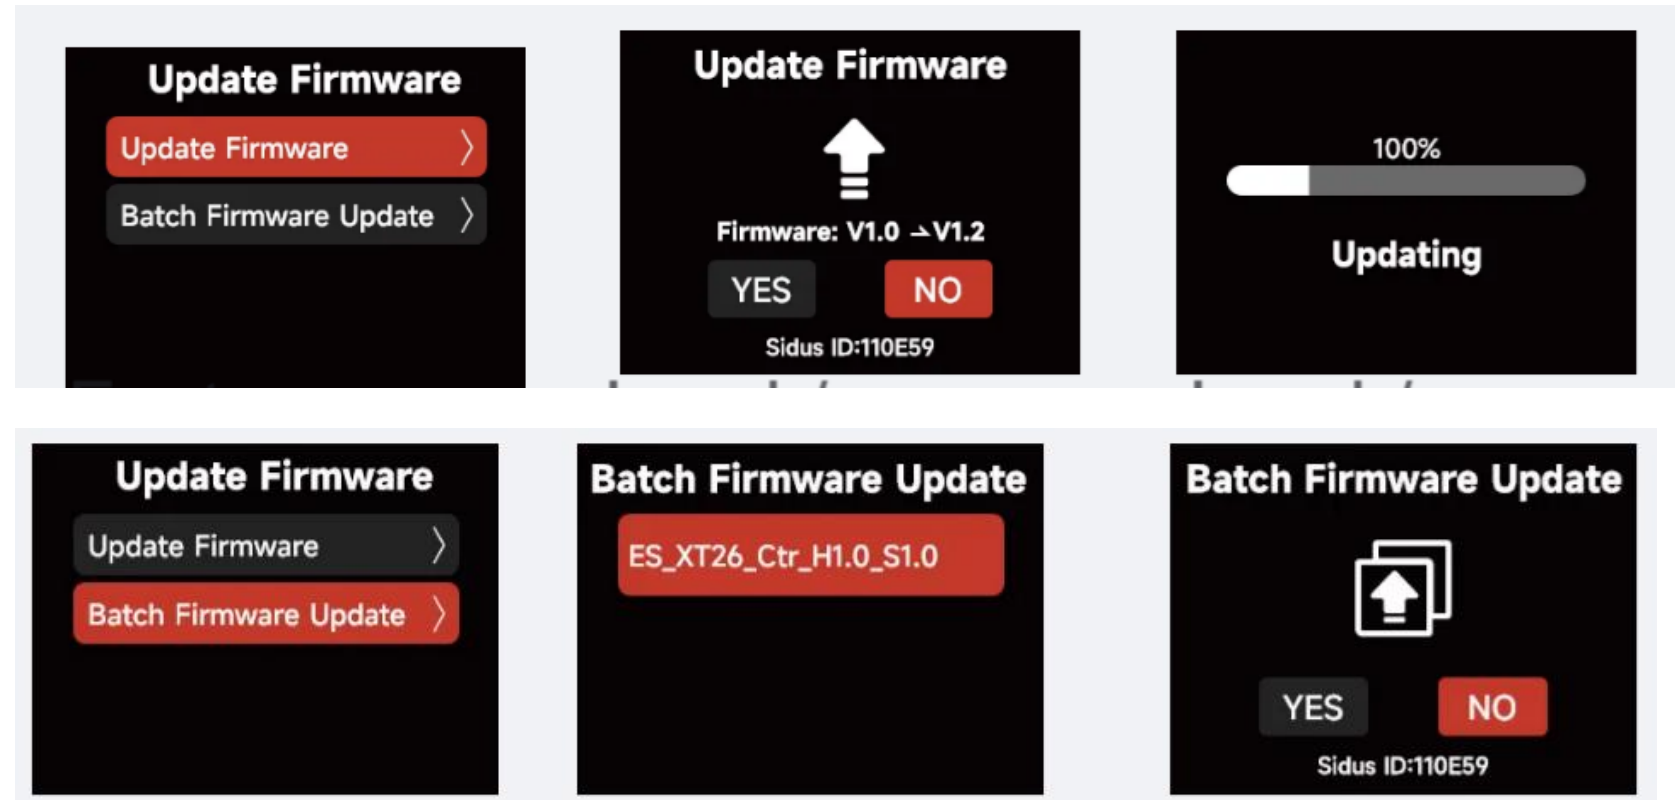 Update Firmware
Update Firmware
Batch Firmware Update
Update Firmware
Firmware: V1.0 → V1.2
YES
NO
Sidus ID:110E59
100%
Updating
Update Firmware
Update Firmware
Batch Firmware Update
Batch Firmware Update
ES_XT26_Ctr_H1.0_S1.0
Batch Firmware Update
YES
NO
Sidus ID:110E59